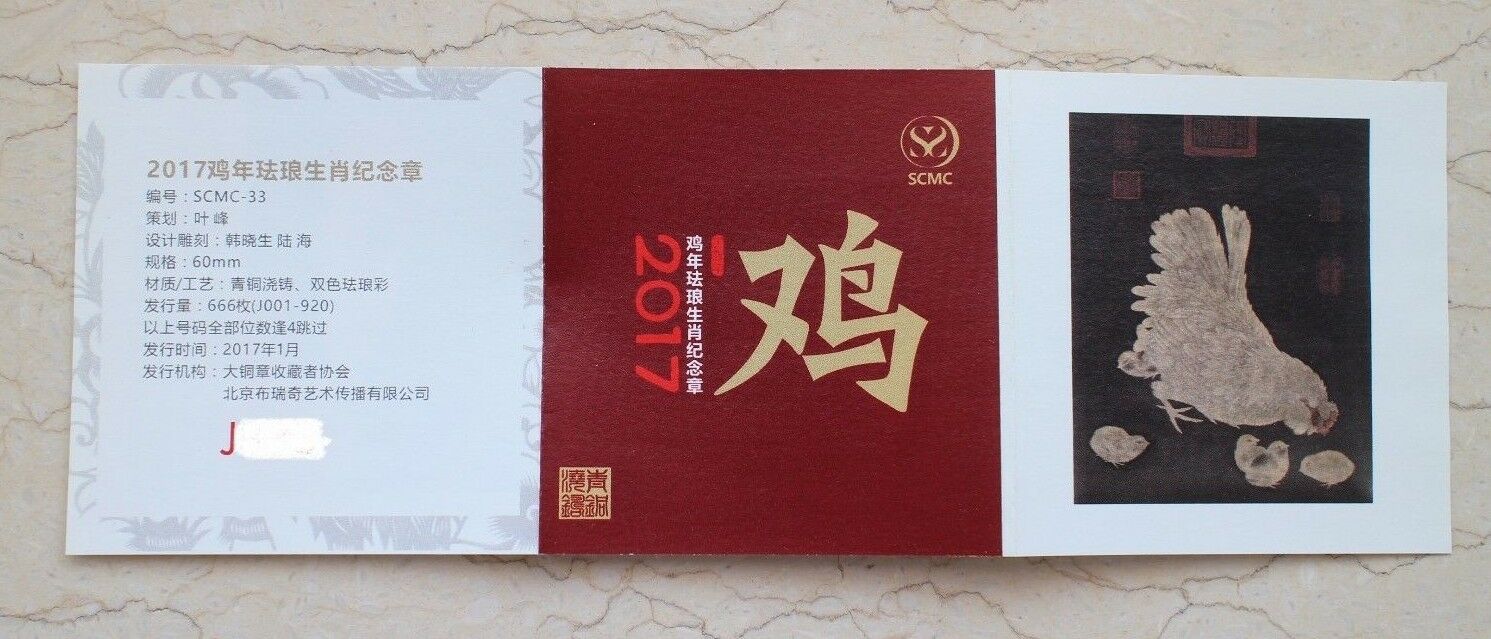 2017鸡年珐琅生肖纪念章
编号：SCMC-33
策划：叶 峰
设计雕刻：韩晓生 陆 海
规格：60mm
材质/工艺：青铜浇铸、双色珐琅彩
发行量：666枚(J001-920)
以上号码全部位数逢4跳过
发行时间：2017年1月
发行机构：大铜章收藏者协会
北京布瑞奇艺术传播有限公司
J
SCMC
鸡
鸡年珐琅生肖纪念章
2017
青銅
澆鑄